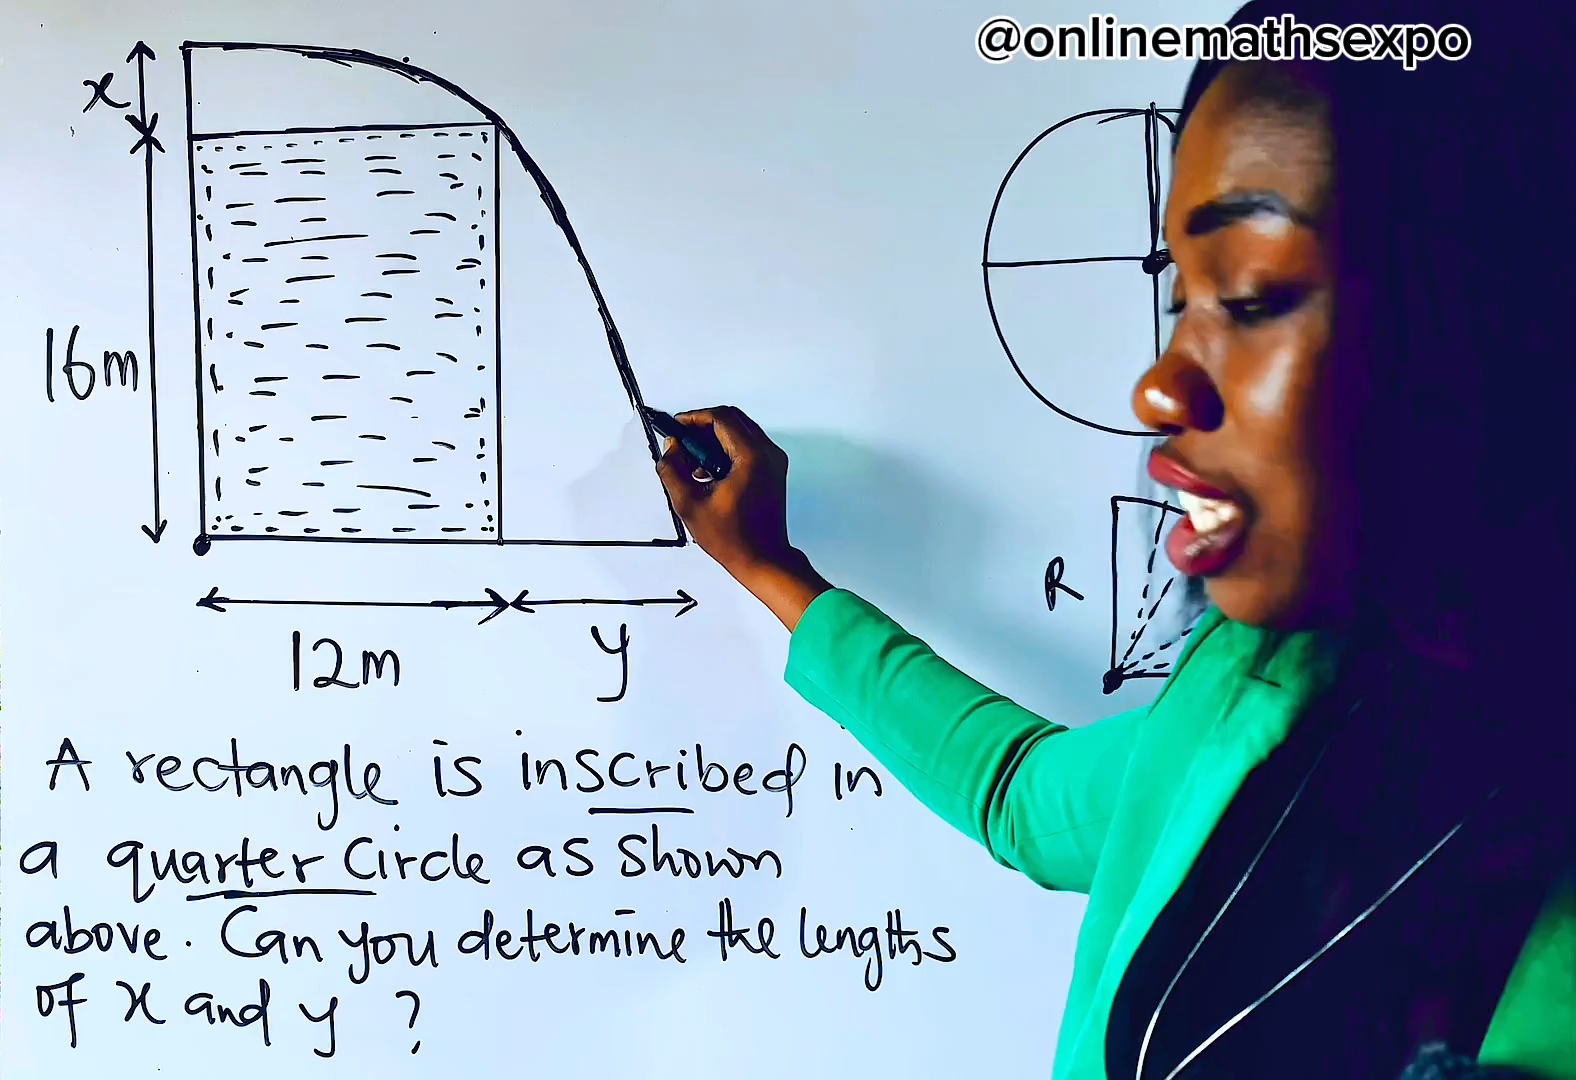 @onlinemathsexpo
x
16m
12m
y
R
A rectangle is inscribed in
a quarter circle as shown
above. Can you determine the lengths
of x and y ?